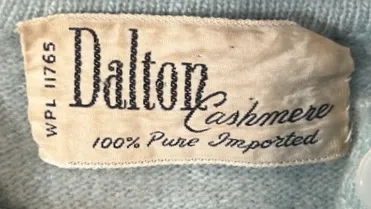 WPL 11765
Dalton
Cashmere
100% Pure Imported